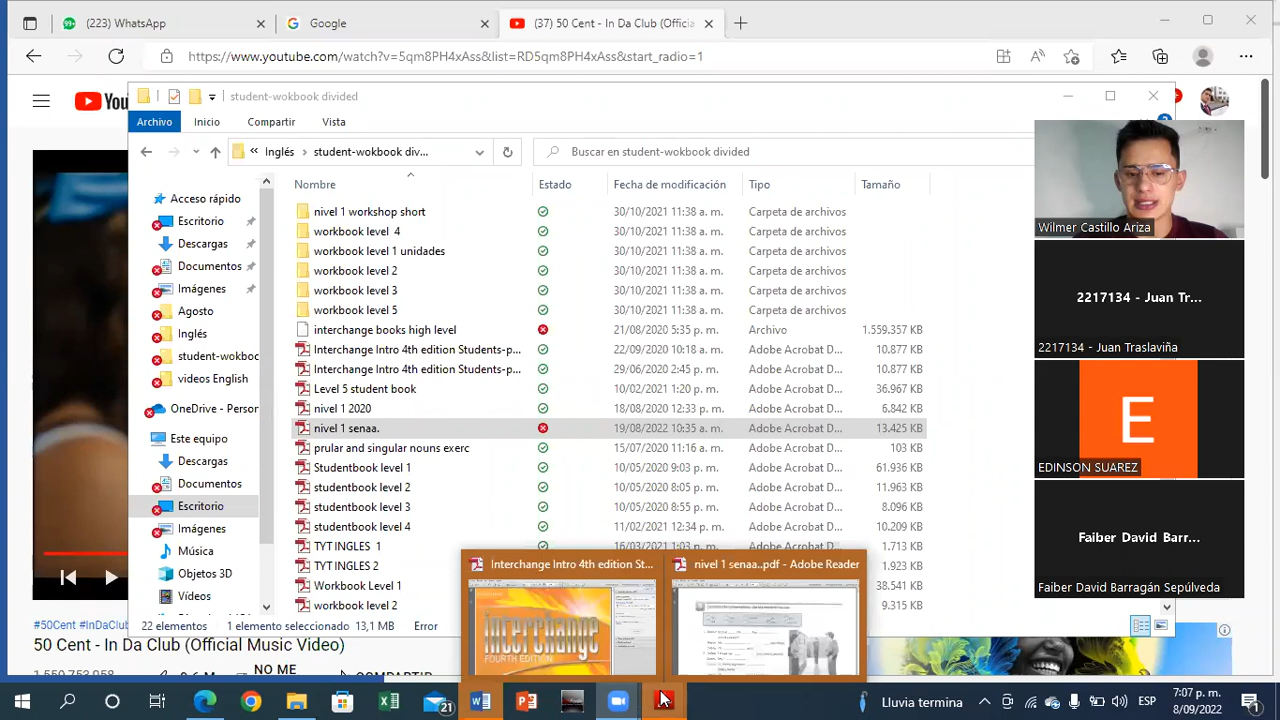 (223) WhatsApp
Google
(37) 50 Cent - In Da Club (Official
https://www.youtube.com/watch?v=5qm8PH4xAss&list=RD5qm8PH4xAss&start_radio=1
You
student-wokbook divided
Archivo
Inicio
Compartir
Vista
« Inglés > student-wokbook div...
Buscar en student-wokbook divided
Acceso rápido
Escritorio
Descargas
Documentos
Imágenes
Agosto
Inglés
student-wokboc
videos English
OneDrive - Person
Este equipo
Descargas
Documentos
Escritorio
Imágenes
Música
Objetos 3D
Vídeos
Nombre Estado Fecha de modificación Tipo Tamaño
nivel 1 workshop short 30/10/2021 11:38 a. m. Carpeta de archivos
workbook level 4 30/10/2021 11:38 a. m. Carpeta de archivos
workbook level 1 unidades 30/10/2021 11:38 a. m. Carpeta de archivos
workbook level 2 30/10/2021 11:38 a. m. Carpeta de archivos
workbook level 3 30/10/2021 11:38 a. m. Carpeta de archivos
workbook level 5 30/10/2021 11:38 a. m. Carpeta de archivos
interchange books high level 21/08/2020 5:35 p. m. Archivo 1.559.357 KB
Interchange Intro 4th edition Students-p... 22/09/2020 10:18 a. m. Adobe Acrobat D... 10.877 KB
Interchange Intro 4th edition Students-p... 29/06/2020 2:45 p. m. Adobe Acrobat D... 10.877 KB
Level 5 student book 10/02/2021 1:20 p. m. Adobe Acrobat D... 36.967 KB
nivel 1 2020 18/08/2020 12:33 p. m. Adobe Acrobat D... 6.842 KB
nivel 1 senaa. 19/08/2022 10:35 a. m. Adobe Acrobat D... 13.425 KB
prular and singular nouns exerc 15/07/2020 11:16 a. m. Adobe Acrobat D... 103 KB
Studentbook level 1 10/05/2020 9:03 p. m. Adobe Acrobat D... 61.936 KB
studentbook level 2 10/05/2020 8:05 p. m. Adobe Acrobat D... 11.963 KB
studentbook level 3 10/05/2020 8:55 p. m. Adobe Acrobat D... 8.096 KB
studentbook level 4 11/02/2021 12:34 p. m. Adobe Acrobat D... 10.209 KB
TYT INGLES 1 16/03/2021 1:03 p. m. Adobe Acrobat D... 1.713 KB
TYT INGLES 2 1.923 KB
Workbook Level 1 38.541 KB
workbook level 2 9.315 KB
22 elementos 1 elemento seleccionado 13,1 MB Error
Interchange Intro 4th edition St...
nivel 1 senaa..pdf - Adobe Reader
interchange
FOURTH EDITION
Wilmer Castillo Ariza
2217134 - Juan Tr...
2217134 - Juan Traslaviña
E
EDINSON SUAREZ
Faiber David Barr...
Faiber David barragán Sepulveda
#50Cent #InDaClub
50 Cent - In Da Club (Official Music Video)
NO ME
COMPARTIR
21
Lluvia termina
ESP
7:07 p. m.
8/09/2022
1